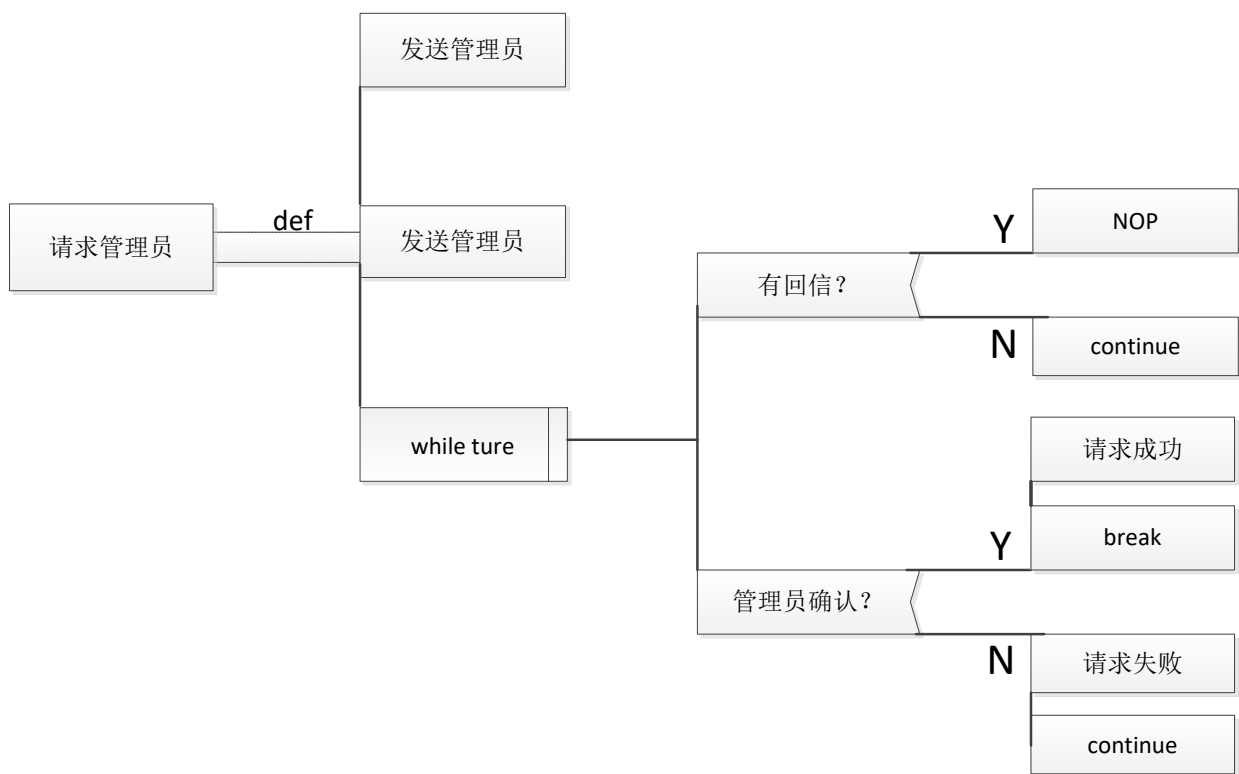 发送管理员
def
请求管理员
发送管理员
Y
NOP
有回信？
N
continue
while ture
请求成功
Y
break
管理员确认？
N
请求失败
continue